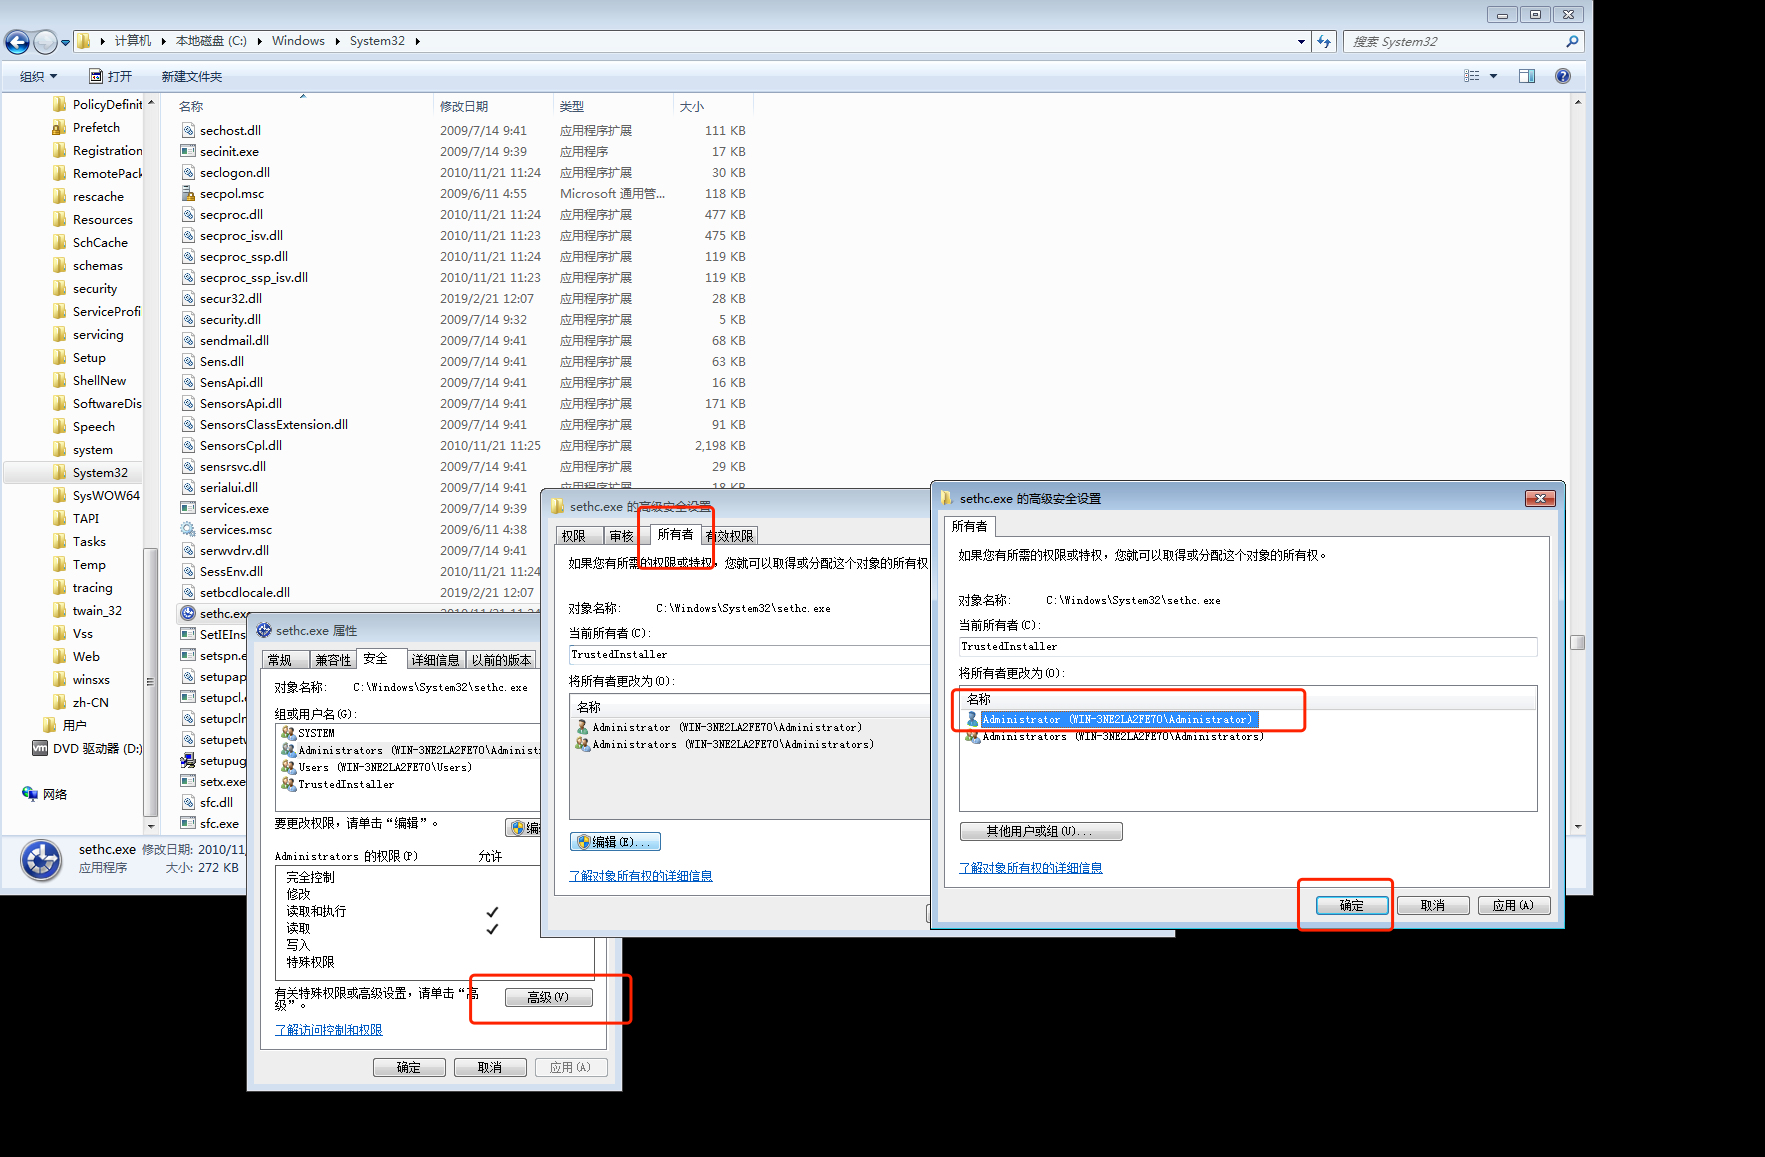 计算机 ▸ 本地磁盘 (C:) ▸ Windows ▸ System32 ▸
搜索 System32
组织 打开 新建文件夹
PolicyDefinit
Prefetch
Registration
RemotePack
rescache
Resources
SchCache
schemas
security
ServiceProfi
servicing
Setup
ShellNew
SoftwareDis
Speech
system
System32
SysWOW64
TAPI
Tasks
Temp
tracing
twain_32
Vss
Web
winsxs
zh-CN
用户
DVD 驱动器 (D:)
网络
名称 修改日期 类型 大小
sechost.dll 2009/7/14 9:41 应用程序扩展 111 KB
secinit.exe 2009/7/14 9:39 应用程序 17 KB
seclogon.dll 2010/11/21 11:24 应用程序扩展 30 KB
secpol.msc 2009/6/11 4:55 Microsoft 通用管... 118 KB
secproc.dll 2010/11/21 11:24 应用程序扩展 477 KB
secproc_isv.dll 2010/11/21 11:23 应用程序扩展 475 KB
secproc_ssp.dll 2010/11/21 11:24 应用程序扩展 119 KB
secproc_ssp_isv.dll 2010/11/21 11:23 应用程序扩展 119 KB
secur32.dll 2019/2/21 12:07 应用程序扩展 28 KB
security.dll 2009/7/14 9:32 应用程序扩展 5 KB
sendmail.dll 2009/7/14 9:41 应用程序扩展 68 KB
Sens.dll 2009/7/14 9:41 应用程序扩展 63 KB
SensApi.dll 2009/7/14 9:41 应用程序扩展 16 KB
SensorsApi.dll 2009/7/14 9:41 应用程序扩展 171 KB
SensorsClassExtension.dll 2009/7/14 9:41 应用程序扩展 91 KB
SensorsCpl.dll 2010/11/21 11:25 应用程序扩展 2,198 KB
sensrsvc.dll 2009/7/14 9:41 应用程序扩展 29 KB
serialui.dll 2009/7/14 9:41 应用程序扩展 18 KB
services.exe 2009/7/14 9:39
services.msc 2009/6/11 4:38
serwvdrv.dll 2009/7/14 9:41
SessEnv.dll 2010/11/21 11:24
setbcdlocale.dll 2019/2/21 12:07
sethc.exe 2010/11/21 11:24
SetIEIns
setspn.e
setupap
setupcl.
setupcln
setupetv
setupug
setx.exe
sfc.dll
sfc.exe
sethc.exe 修改日期: 2010/11/
应用程序 大小: 272 KB
sethc.exe 属性
常规 兼容性 安全 详细信息 以前的版本
对象名称: C:\Windows\System32\sethc.exe
组或用户名(G):
SYSTEM
Administrators (WIN-3NE2LA2FE7O\Administ
Users (WIN-3NE2LA2FE7O\Users)
TrustedInstaller
要更改权限，请单击“编辑”。
编
Administrators 的权限(P) 允许
完全控制
修改
读取和执行
读取
写入
特殊权限
有关特殊权限或高级设置，请单击“高
级”。
高级(V)
了解访问控制和权限
确定 取消 应用(A)
sethc.exe 的高级安全设置
权限 审核 所有者 有效权限
如果您有所需的权限或特权，您就可以取得或分配这个对象的所有权
对象名称: C:\Windows\System32\sethc.exe
当前所有者(C):
TrustedInstaller
将所有者更改为(O):
名称
Administrator (WIN-3NE2LA2FE7O\Administrator)
Administrators (WIN-3NE2LA2FE7O\Administrators)
编辑(E)...
了解对象所有权的详细信息
sethc.exe 的高级安全设置
所有者
如果您有所需的权限或特权，您就可以取得或分配这个对象的所有权。
对象名称: C:\Windows\System32\sethc.exe
当前所有者(C):
TrustedInstaller
将所有者更改为(O):
名称
Administrator (WIN-3NE2LA2FE7O\Administrator)
Administrators (WIN-3NE2LA2FE7O\Administrators)
其他用户或组(U)...
了解对象所有权的详细信息
确定 取消 应用(A)